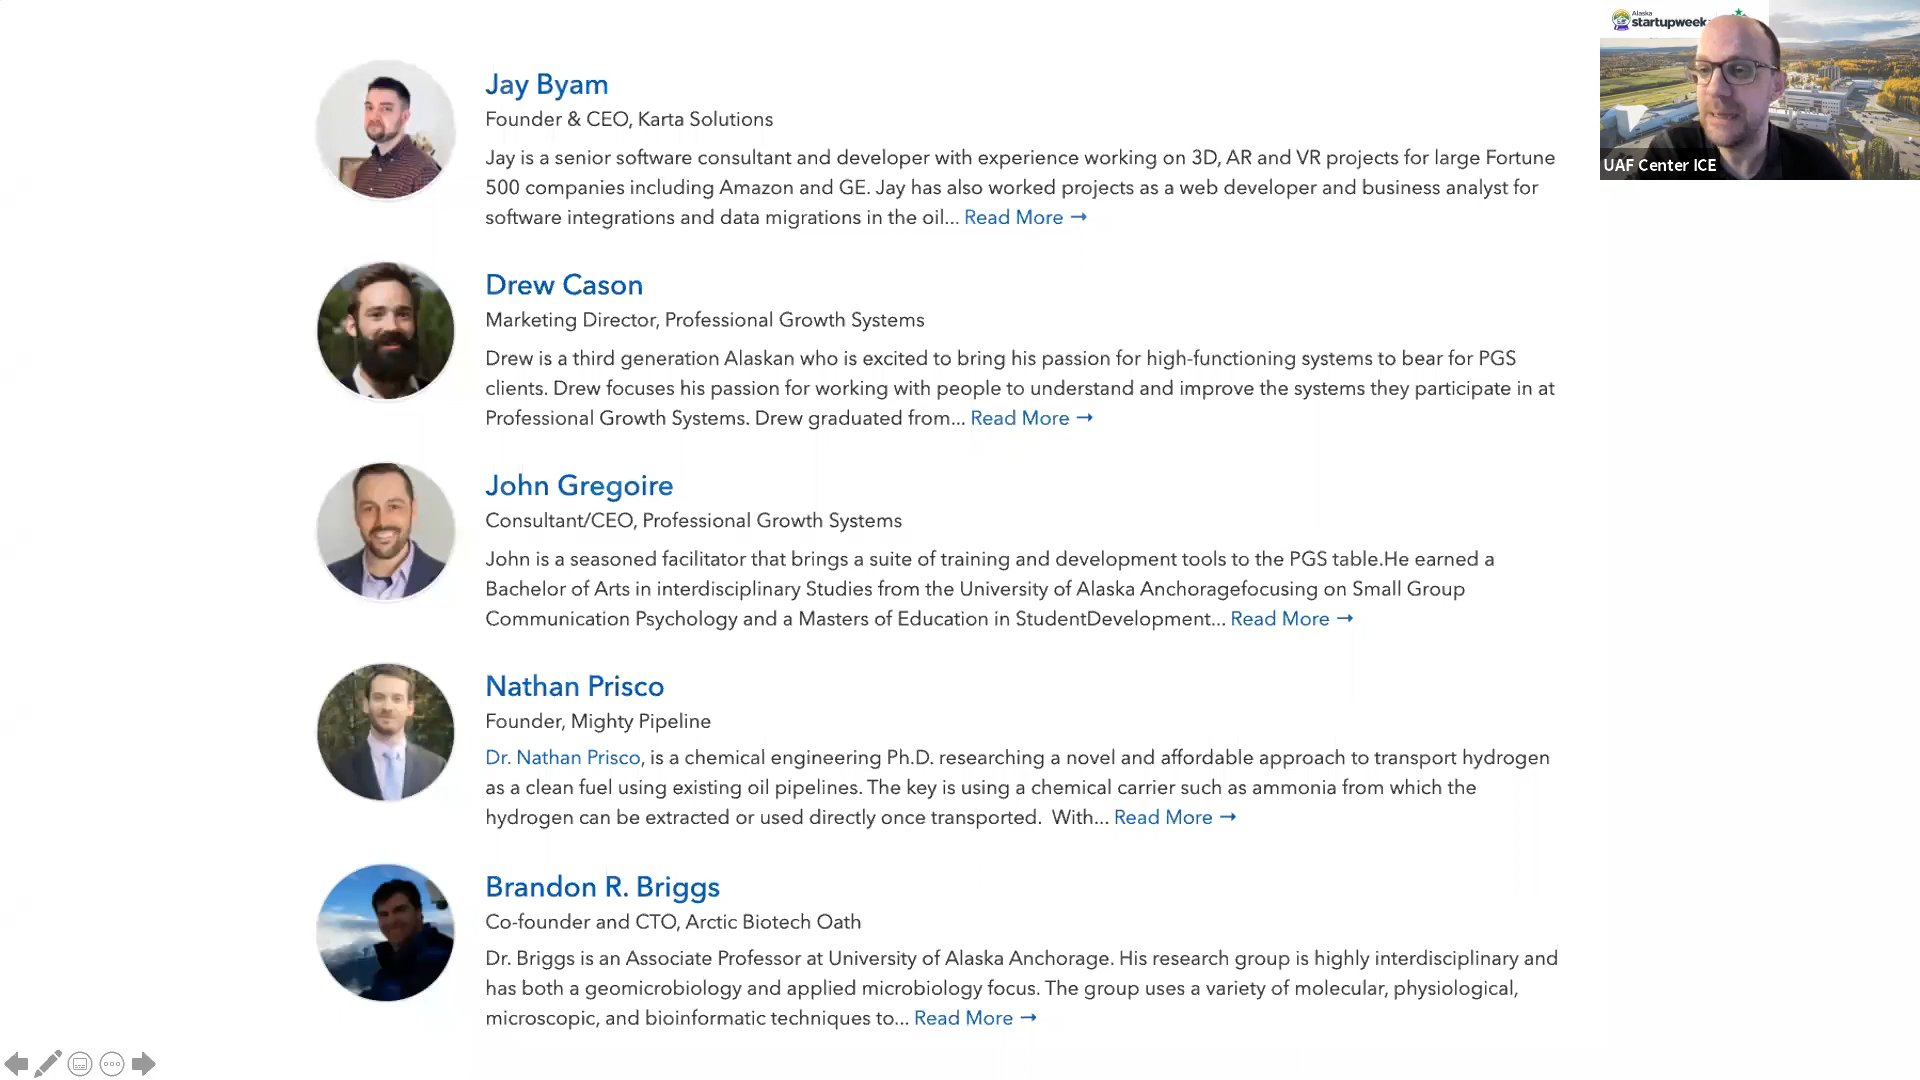 Jay Byam
Founder & CEO, Karta Solutions
Jay is a senior software consultant and developer with experience working on 3D, AR and VR projects for large Fortune
500 companies including Amazon and GE. Jay has also worked projects as a web developer and business analyst for
software integrations and data migrations in the oil... Read More →
Drew Cason
Marketing Director, Professional Growth Systems
Drew is a third generation Alaskan who is excited to bring his passion for high-functioning systems to bear for PGS
clients. Drew focuses his passion for working with people to understand and improve the systems they participate in at
Professional Growth Systems. Drew graduated from... Read More →
John Gregoire
Consultant/CEO, Professional Growth Systems
John is a seasoned facilitator that brings a suite of training and development tools to the PGS table.He earned a
Bachelor of Arts in interdisciplinary Studies from the University of Alaska Anchoragefocusing on Small Group
Communication Psychology and a Masters of Education in StudentDevelopment... Read More →
Nathan Prisco
Founder, Mighty Pipeline
Dr. Nathan Prisco, is a chemical engineering Ph.D. researching a novel and affordable approach to transport hydrogen
as a clean fuel using existing oil pipelines. The key is using a chemical carrier such as ammonia from which the
hydrogen can be extracted or used directly once transported.  With... Read More →
Brandon R. Briggs
Co-founder and CTO, Arctic Biotech Oath
Dr. Briggs is an Associate Professor at University of Alaska Anchorage. His research group is highly interdisciplinary and
has both a geomicrobiology and applied microbiology focus. The group uses a variety of molecular, physiological,
microscopic, and bioinformatic techniques to... Read More →
Alaska
startupweek
UAF Center ICE